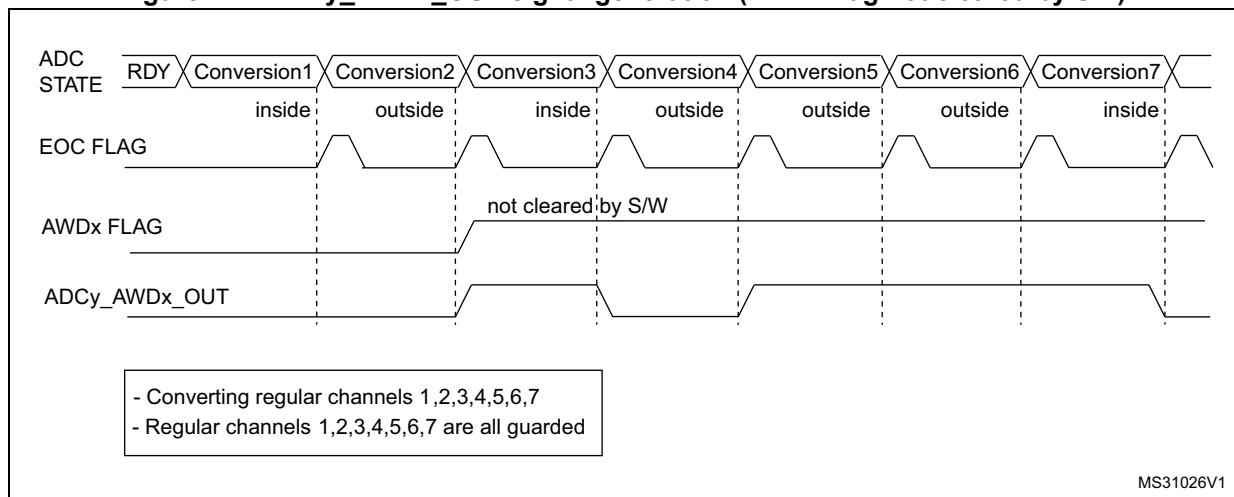 ADC
STATE
RDY Conversion1 Conversion2 Conversion3 Conversion4 Conversion5 Conversion6 Conversion7
inside outside inside outside outside outside inside
EOC FLAG
not cleared by S/W
AWDx FLAG
ADCy_AWDx_OUT
- Converting regular channels 1,2,3,4,5,6,7
- Regular channels 1,2,3,4,5,6,7 are all guarded
MS31026V1